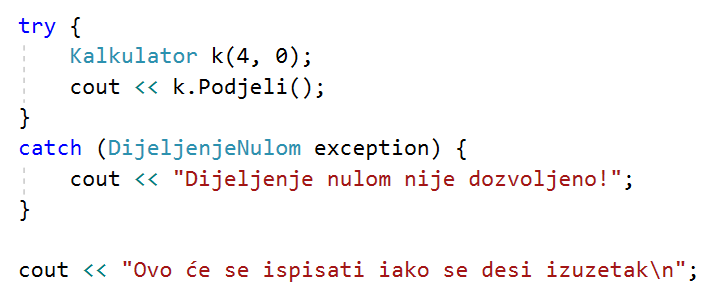 try {
    Kalkulator k(4, 0);
    cout << k.Podjeli();
}
catch (DijeljenjeNulom exception) {
    cout << "Dijeljenje nulom nije dozvoljeno!";
}

cout << "Ovo će se ispisati iako se desi izuzetak\n";